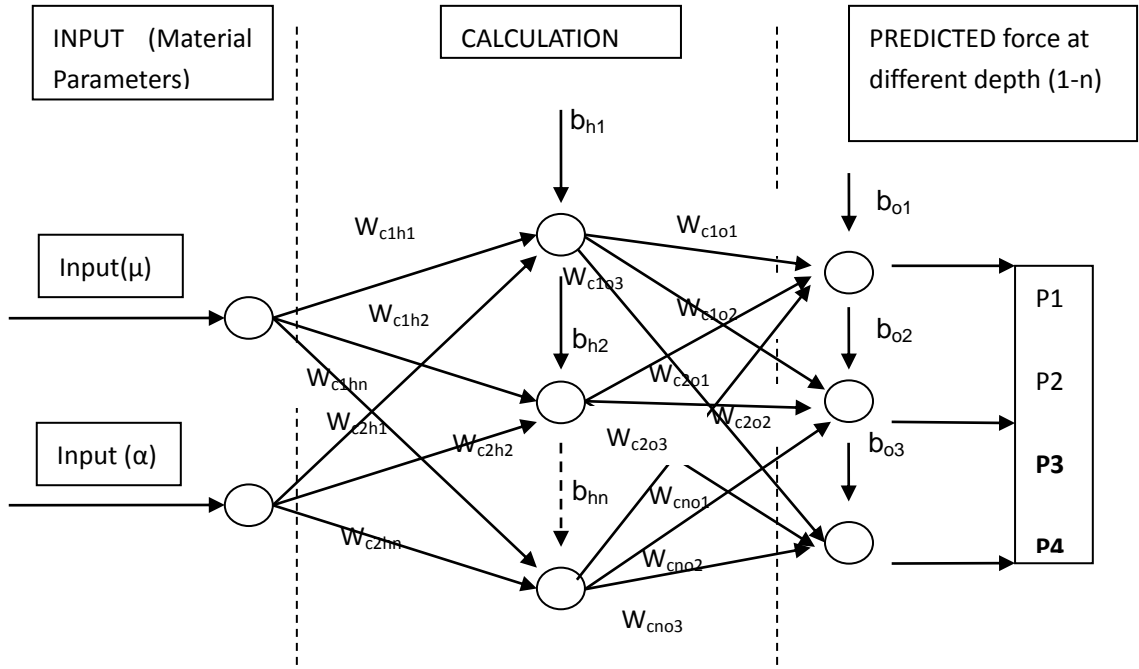 INPUT (Material
Parameters)
CALCULATION
PREDICTED force at
different depth (1-n)
b_h1
b_o1
W_c1h1
W_c1o1
Input(μ)
W_c1o3
P1
W_c1h2
W_c1o2
b_o2
b_h2
W_c1hn
W_c2o1
P2
W_c2h1
W_c2o2
Input (α)
W_c2h2
W_c2o3
b_o3
P3
b_hn
W_cno1
W_c2hn
W_cno2
P4
W_cno3